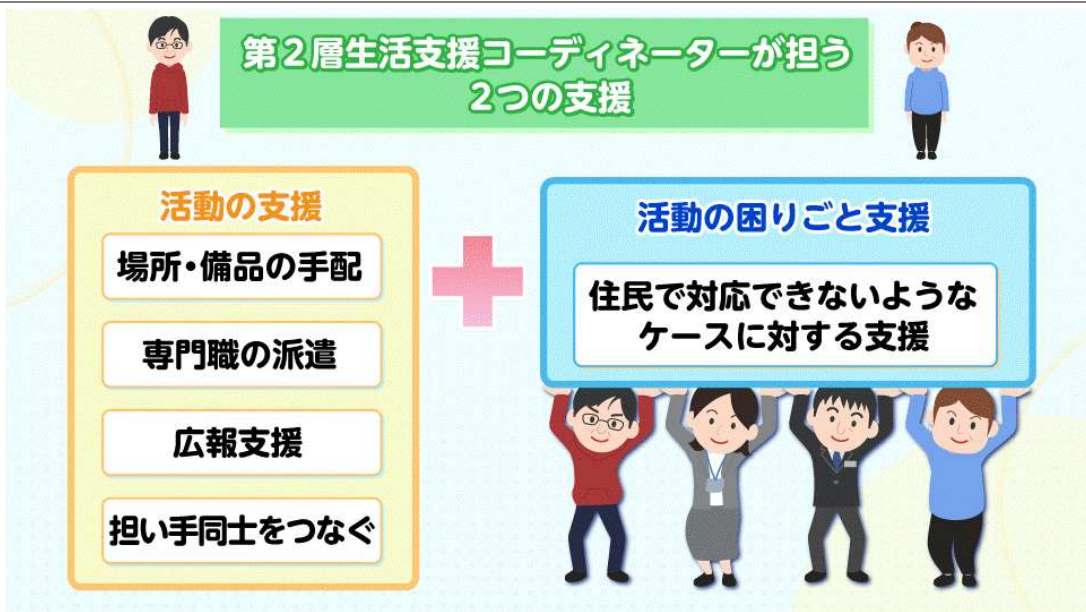 第2層生活支援コーディネーターが担う
2つの支援
活動の支援
場所・備品の手配
専門職の派遣
広報支援
担い手同士をつなぐ
活動の困りごと支援
住民で対応できないような
ケースに対する支援